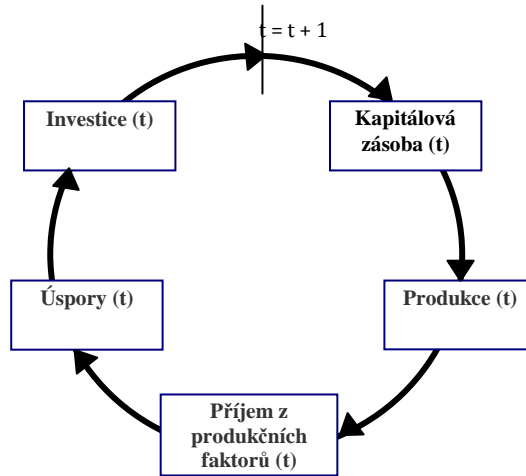 t = t + 1
Investice (t)
Kapitálová
zásoba (t)
Úspory (t)
Produkce (t)
Příjem z
produkčních
faktorů (t)